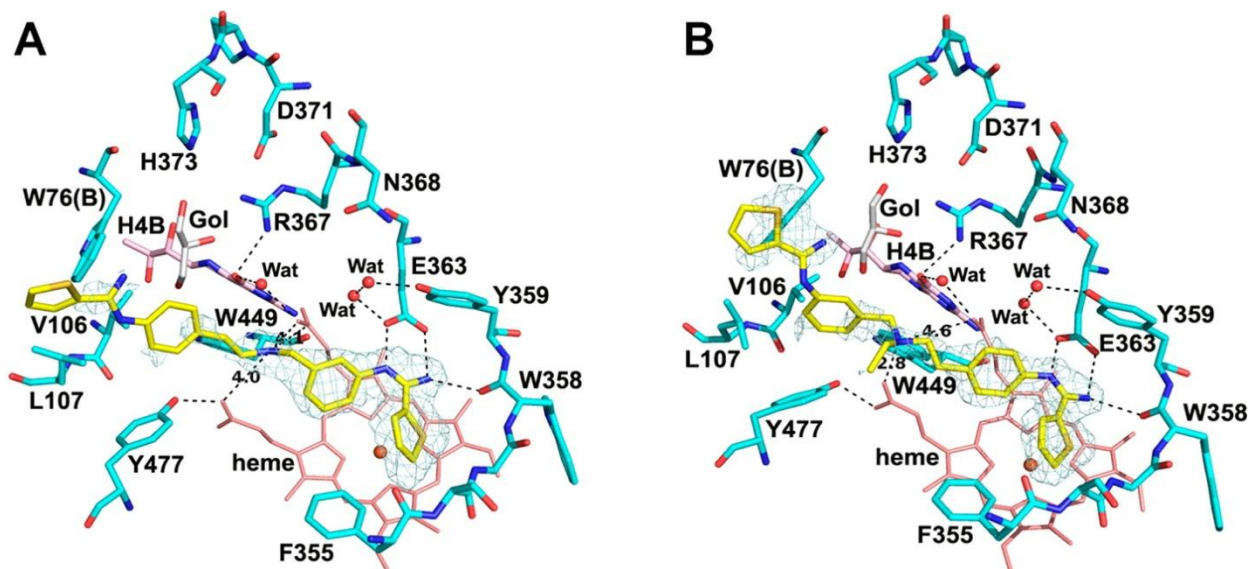 A
H373
D371
W76(B)
N368
H4B
Gol
R367
Wat
Wat
E363
Wat
Y359
V106
W449
4.1
4.0
L107
W358
Y477
heme
F355
B
D371
H373
W76(B)
Gol
N368
H4B
R367
Wat
Wat
V106
Wat
Y359
4.6
E363
L107
2.8
W449
W358
Y477
heme
F355